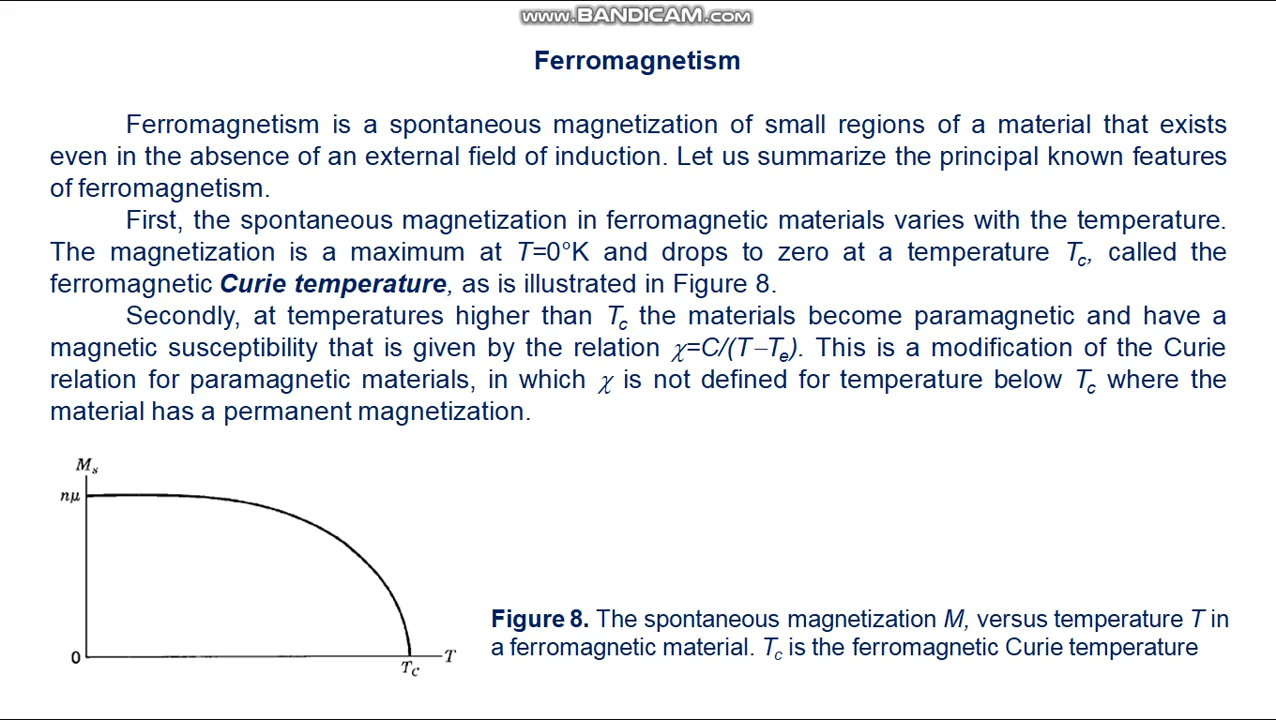 www.BANDICAM.com
Ferromagnetism
Ferromagnetism is a spontaneous magnetization of small regions of a material that exists
even in the absence of an external field of induction. Let us summarize the principal known features
of ferromagnetism.
First, the spontaneous magnetization in ferromagnetic materials varies with the temperature.
The magnetization is a maximum at T=0°K and drops to zero at a temperature Tc, called the
ferromagnetic Curie temperature, as is illustrated in Figure 8.
Secondly, at temperatures higher than Tc the materials become paramagnetic and have a
magnetic susceptibility that is given by the relation χ=C/(T−Te). This is a modification of the Curie
relation for paramagnetic materials, in which χ is not defined for temperature below Tc where the
material has a permanent magnetization.
Ms
nμ
0
Tc
T
Figure 8. The spontaneous magnetization M, versus temperature T in
a ferromagnetic material. Tc is the ferromagnetic Curie temperature